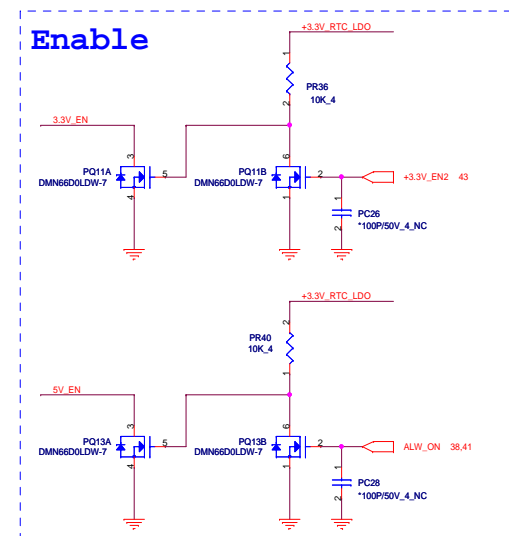 Enable
+3.3V_RTC_LDO
1
PR36
10K_4
2
3.3V_EN
3
6
PQ11A
DMN66D0LDW-7
5
PQ11B
DMN66D0LDW-7
2
+3.3V_EN2 43
4
1
1
PC26
*100P/50V_4_NC
2
+3.3V_RTC_LDO
2
PR40
10K_4
1
5V_EN
3
6
PQ13A
DMN66D0LDW-7
5
PQ13B
DMN66D0LDW-7
2
ALW_ON 38,41
4
1
1
PC28
*100P/50V_4_NC
2